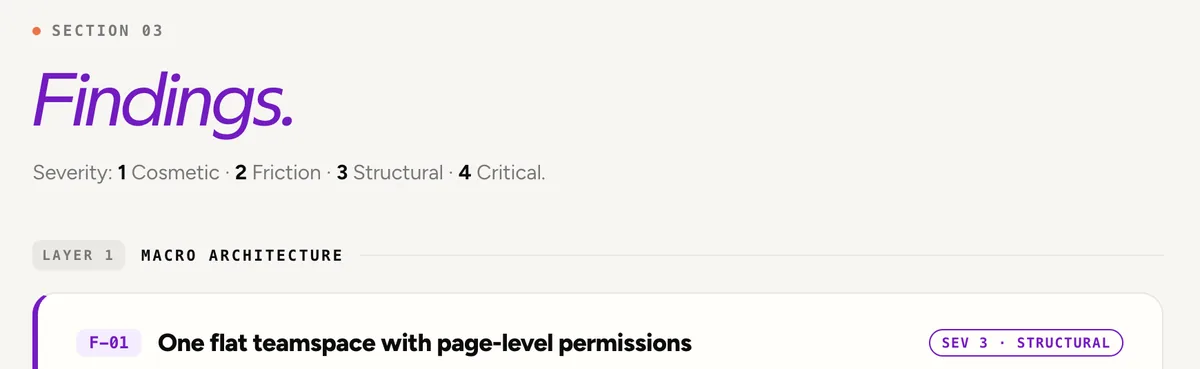 SECTION 03
Findings.
Severity: 1 Cosmetic · 2 Friction · 3 Structural · 4 Critical.
LAYER 1 MACRO ARCHITECTURE
F–01 One flat teamspace with page-level permissions SEV 3 · STRUCTURAL